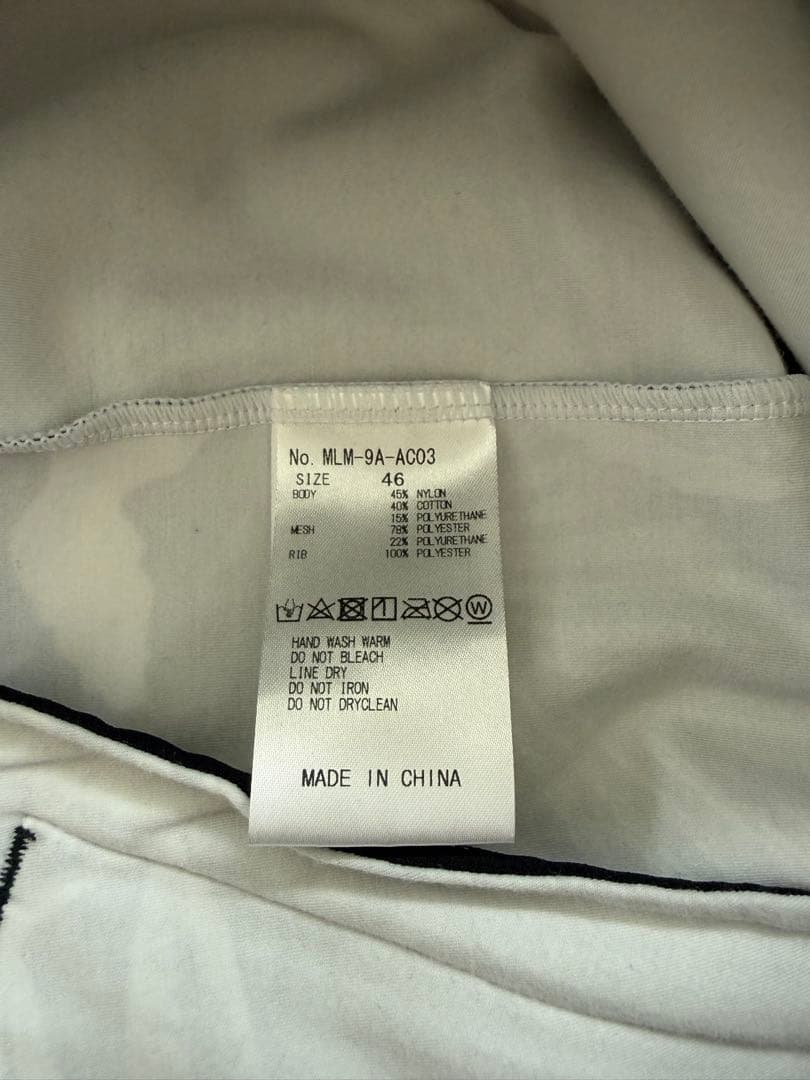 No. MLM-9A-AC03
SIZE 46
BODY 45% NYLON
40% COTTON
15% POLYURETHANE
MESH 78% POLYESTER
22% POLYURETHANE
RIB 100% POLYESTER
W
HAND WASH WARM
DO NOT BLEACH
LINE DRY
DO NOT IRON
DO NOT DRYCLEAN
MADE IN CHINA